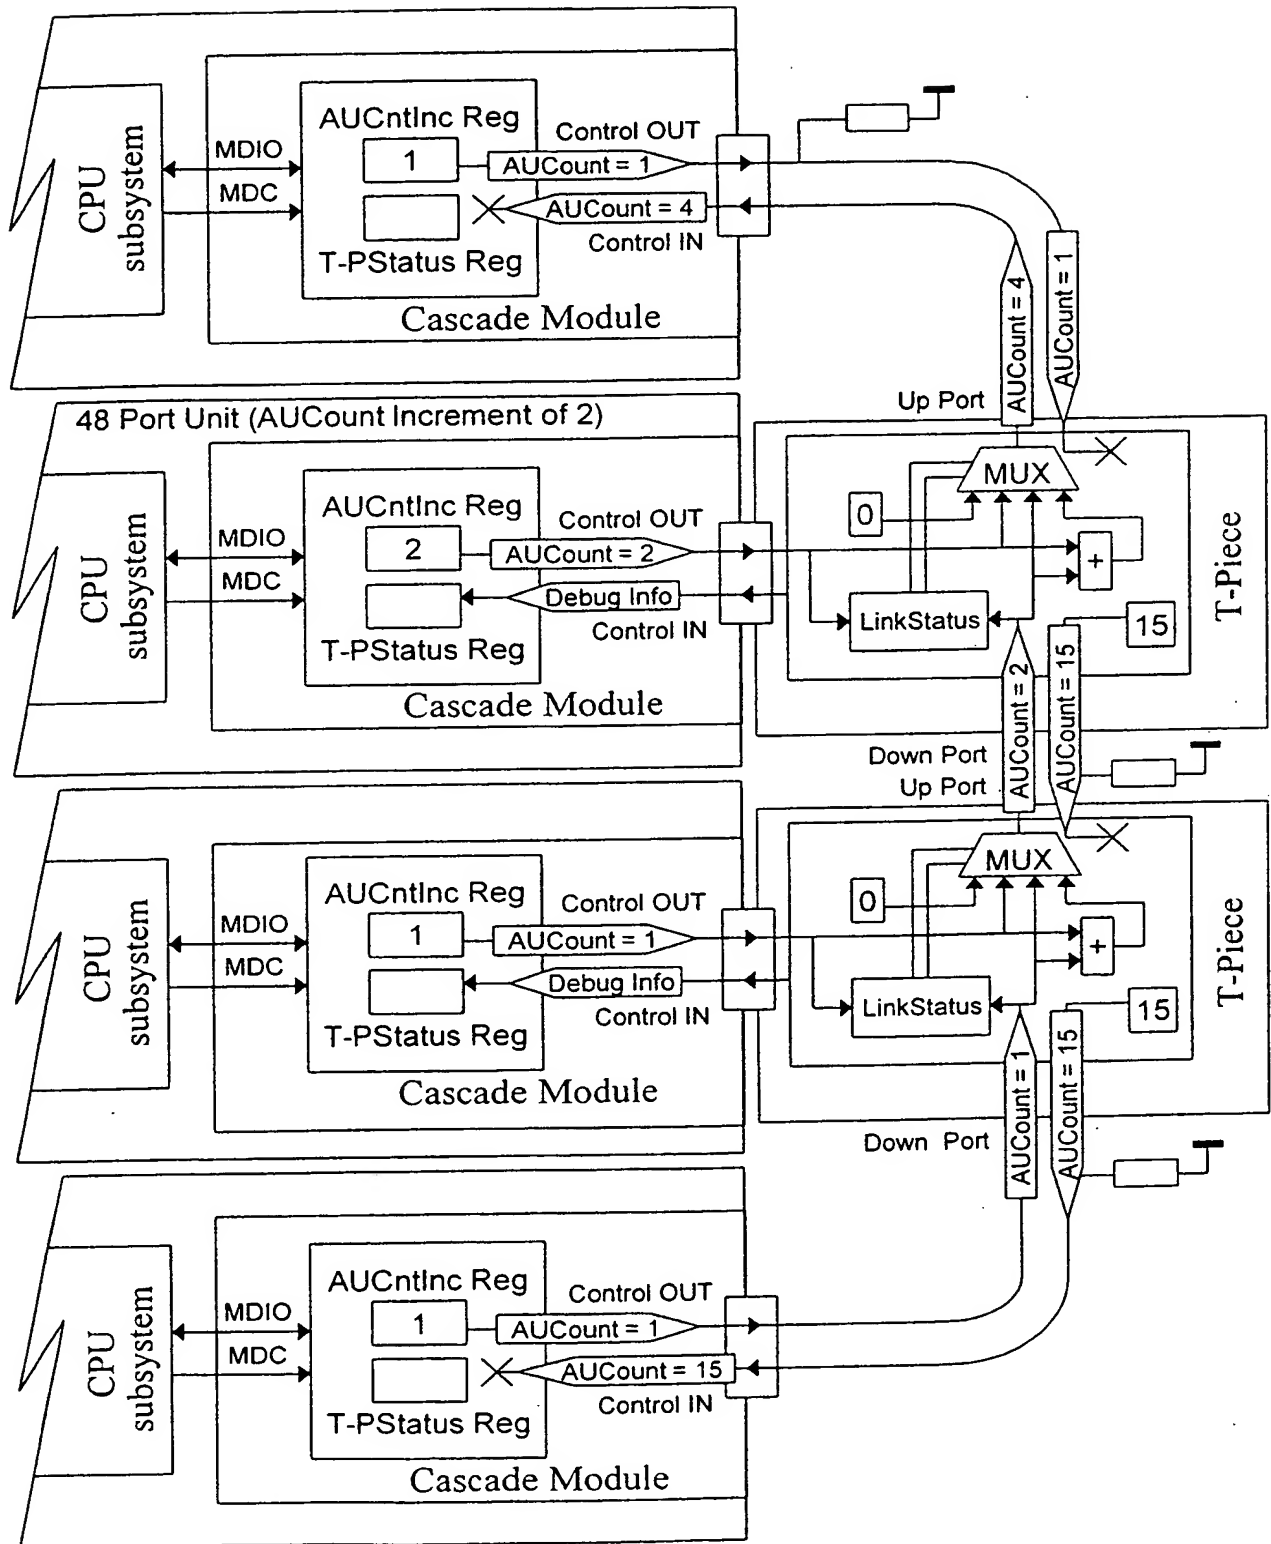 CPU
subsystem
MDIO
MDC
AUCntInc Reg
1
T-PStatus Reg
Control OUT
AUCount = 1
AUCount = 4
Control IN
Cascade Module
AUCount = 4
AUCount = 1
Up Port
48 Port Unit (AUCount Increment of 2)
CPU
subsystem
MDIO
MDC
AUCntInc Reg
2
T-PStatus Reg
Control OUT
AUCount = 2
Debug Info
Control IN
Cascade Module
MUX
0
+
LinkStatus
15
T-Piece
AUCount = 2
AUCount = 15
Down Port
Up Port
CPU
subsystem
MDIO
MDC
AUCntInc Reg
1
T-PStatus Reg
Control OUT
AUCount = 1
Debug Info
Control IN
Cascade Module
MUX
0
+
LinkStatus
15
T-Piece
AUCount = 1
AUCount = 15
Down Port
CPU
subsystem
MDIO
MDC
AUCntInc Reg
1
T-PStatus Reg
Control OUT
AUCount = 1
AUCount = 15
Control IN
Cascade Module